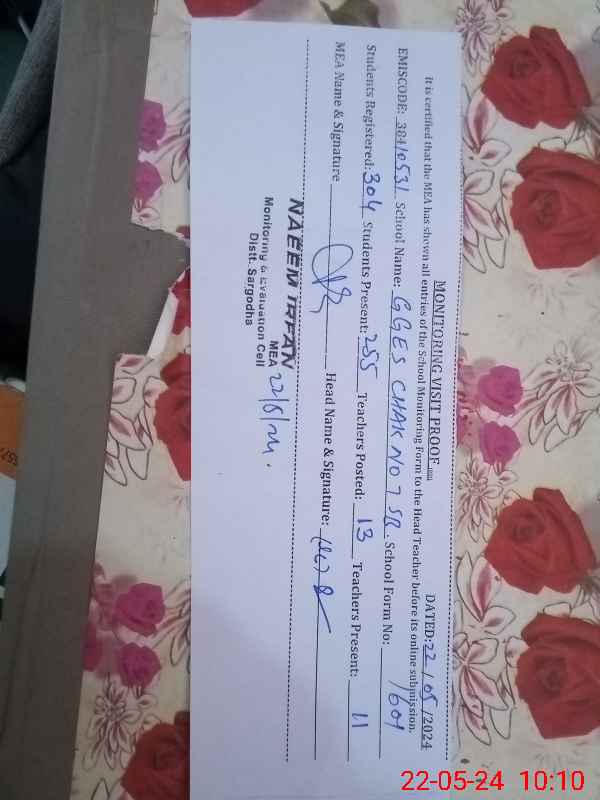 MONITORING VISIT PROOF
DATED: 22/05/2024
It is certified that the MEA has shown all entries of the School Monitoring Form to the Head Teacher before its online submission.
EMISCODE: 38410531 School Name: GGES CHAK NO 7 SB. School Form No: 1601
Students Registered: 304 Students Present: 255 Teachers Posted: 13 Teachers Present: 11
MEA Name & Signature Head Name & Signature:
NAEEM IRFAN
MEA 22/5/24.
Monitoring & Evaluation Cell
Distt. Sargodha
22-05-24 10:10